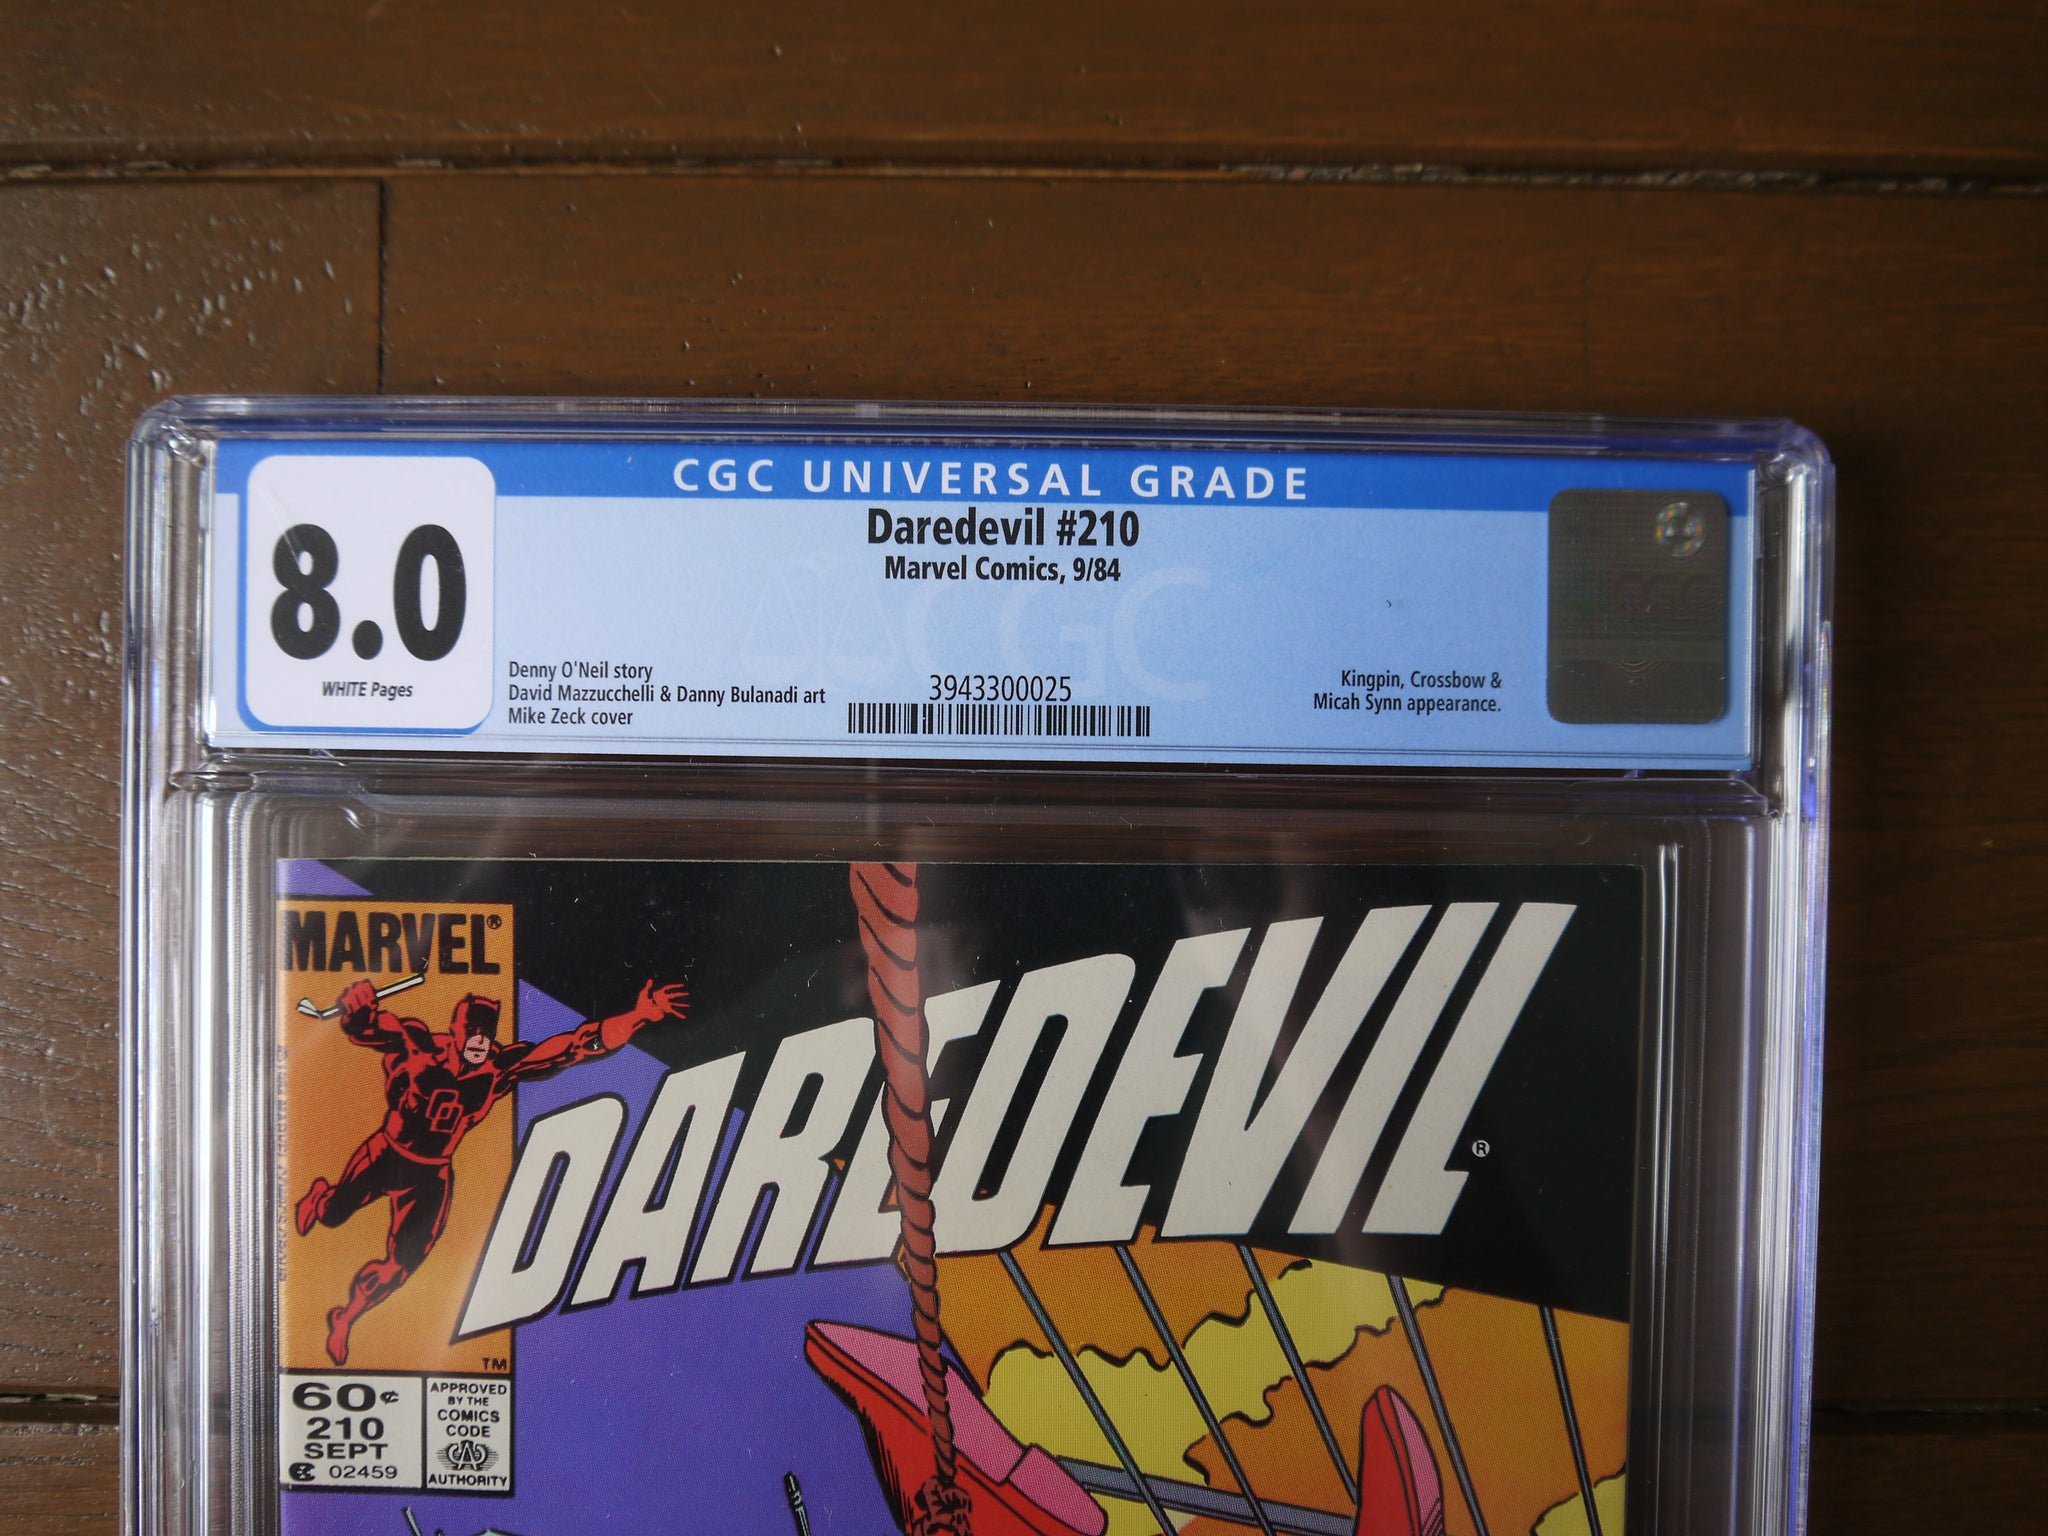 CGC UNIVERSAL GRADE
8.0
WHITE Pages
Daredevil #210
Marvel Comics, 9/84
Denny O'Neil story
David Mazzucchelli & Danny Bulanadi art
Mike Zeck cover
3943300025
Kingpin, Crossbow &
Micah Synn appearance.
CGC
MARVEL®
DAREDEVIL®
TM
60¢
210
SEPT
02459
APPROVED
BY THE
COMICS
CODE
AUTHORITY